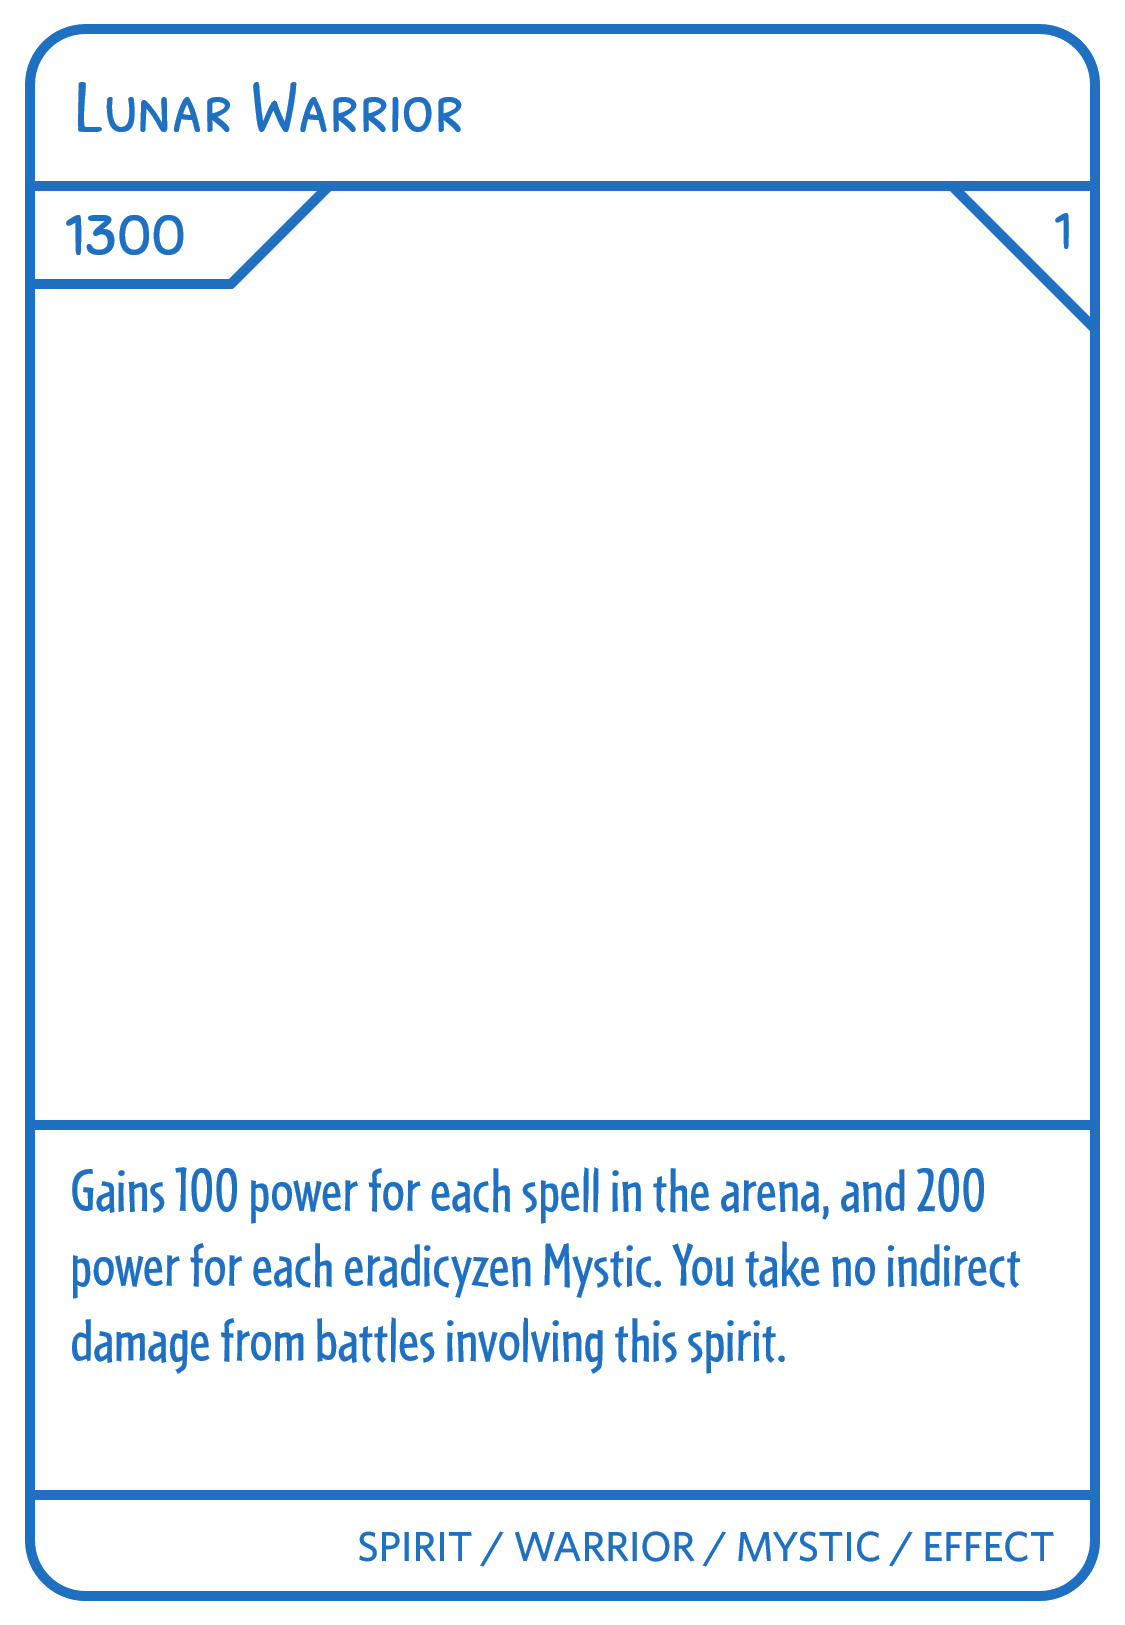 Lunar Warrior
1300
1
Gains 100 power for each spell in the arena, and 200
power for each eradicyzen Mystic. You take no indirect
damage from battles involving this spirit.
SPIRIT / WARRIOR / MYSTIC / EFFECT